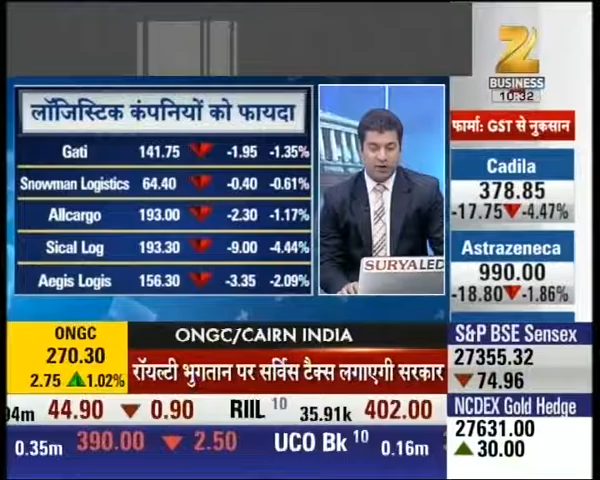 Z
BUSINESS
10:32
लॉजिस्टिक कंपनियों को फायदा
Gati 141.75 -1.95 -1.35%
Snowman Logistics 64.40 -0.40 -0.61%
Allcargo 193.00 -2.30 -1.17%
Sical Log 193.30 -9.00 -4.44%
Aegis Logis 156.30 -3.35 -2.09%
SURYALED
फार्मा: GST से नुकसान
Cadila
378.85
-17.75 -4.47%
Astrazeneca
990.00
-18.80 -1.86%
ONGC
270.30
2.75 1.02%
ONGC/CAIRN INDIA
रॉयल्टी भुगतान पर सर्विस टैक्स लगाएगी सरकार
S&P BSE Sensex
27355.32
74.96
NCDEX Gold Hedge
27631.00
30.00
44.90 0.90 RIIL 10 35.91k 402.00
0.35m 390.00 2.50 UCO Bk 10 0.16m